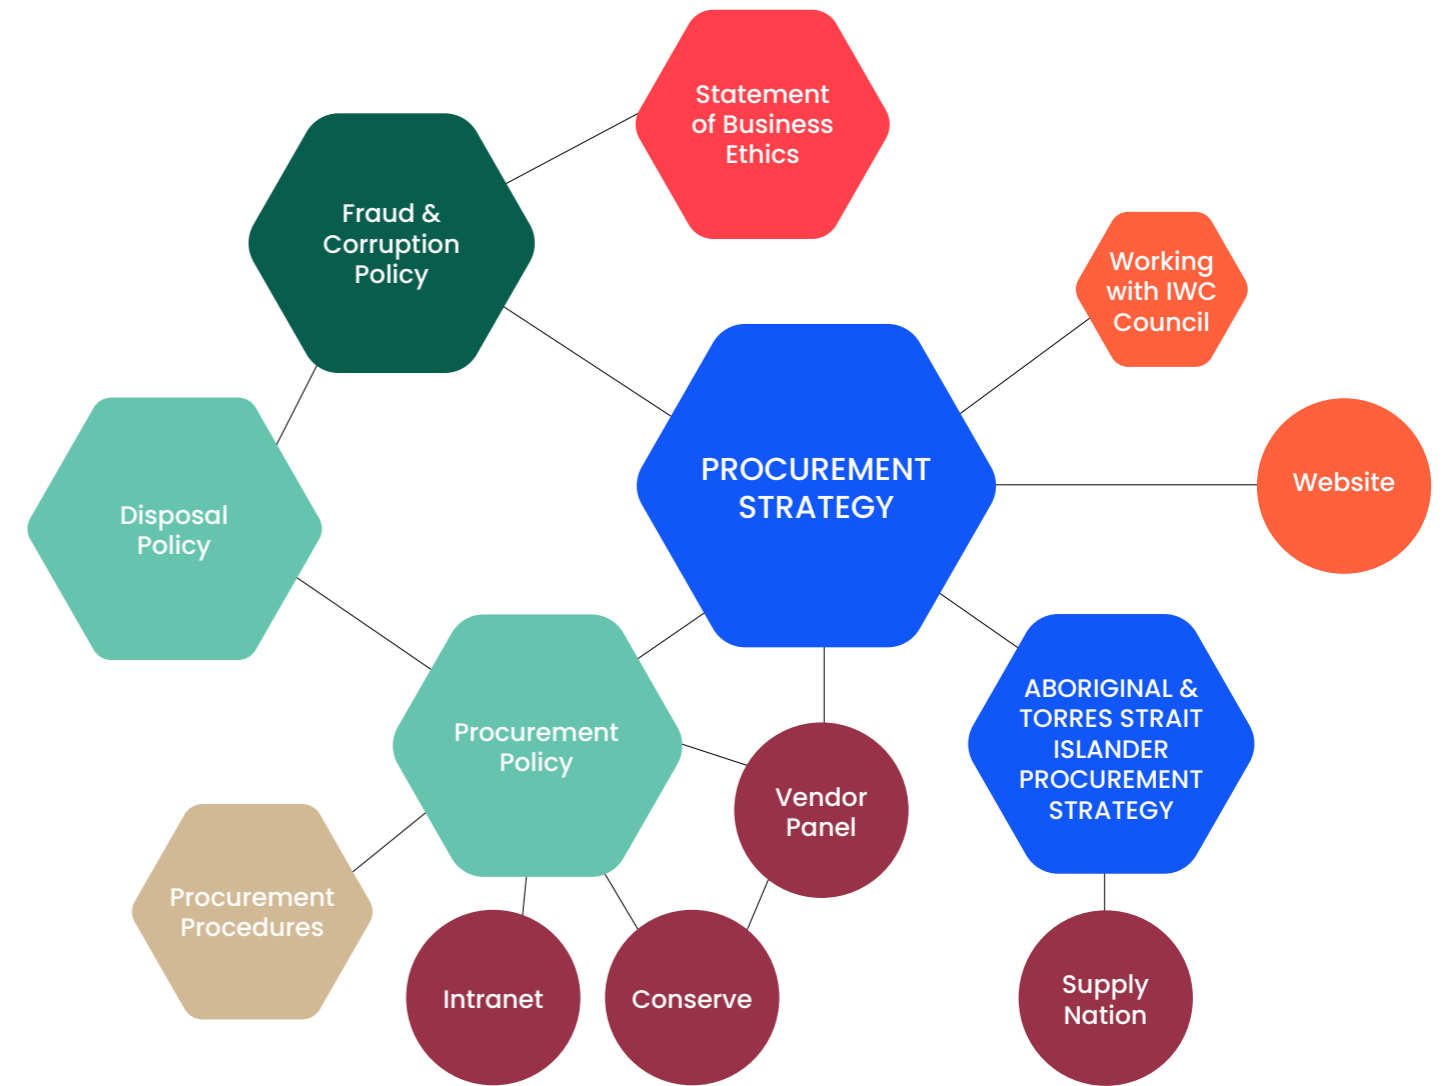 Statement
of Business
Ethics
Fraud &
Corruption
Policy
Working
with IWC
Council
PROCUREMENT
STRATEGY
Website
Disposal
Policy
Procurement
Policy
ABORIGINAL &
TORRES STRAIT
ISLANDER
PROCUREMENT
STRATEGY
Vendor
Panel
Procurement
Procedures
Intranet
Conserve
Supply
Nation